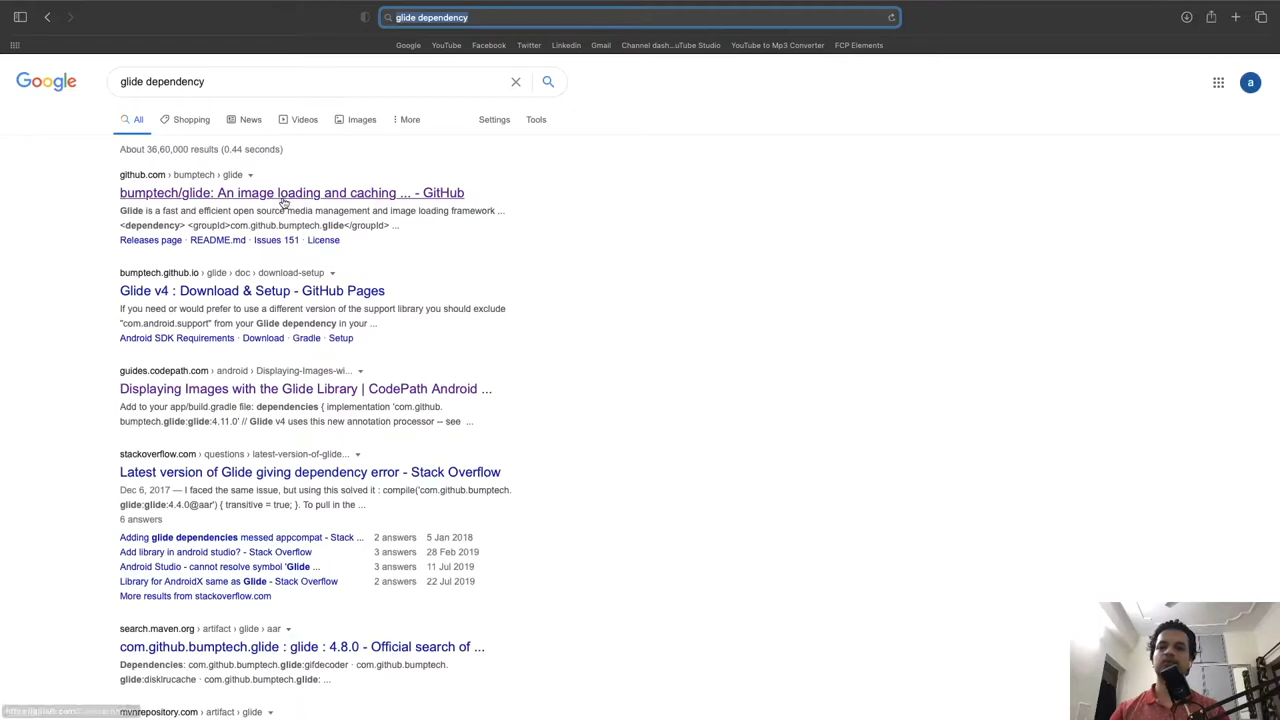 glide dependency
Google YouTube Facebook Twitter Linkedin Gmail Channel dash...uTube Studio YouTube to Mp3 Converter FCP Elements
Google
glide dependency
a
All Shopping News Videos Images More Settings Tools
About 36,60,000 results (0.44 seconds)
github.com › bumptech › glide
bumptech/glide: An image loading and caching ... - GitHub
Glide is a fast and efficient open source media management and image loading framework ...
<dependency> <groupId>com.github.bumptech.glide</groupId> ...
Releases page · README.md · Issues 151 · License
bumptech.github.io › glide › doc › download-setup
Glide v4 : Download & Setup - GitHub Pages
If you need or would prefer to use a different version of the support library you should exclude
"com.android.support" from your Glide dependency in your ...
Android SDK Requirements · Download · Gradle · Setup
guides.codepath.com › android › Displaying-Images-wi...
Displaying Images with the Glide Library | CodePath Android ...
Add to your app/build.gradle file: dependencies { implementation 'com.github.
bumptech.glide:glide:4.11.0' // Glide v4 uses this new annotation processor -- see ...
stackoverflow.com › questions › latest-version-of-glide...
Latest version of Glide giving dependency error - Stack Overflow
Dec 6, 2017 — I faced the same issue, but using this solved it : compile('com.github.bumptech.
glide:glide:4.4.0@aar') { transitive = true; }. To pull in the ...
6 answers
Adding glide dependencies messed appcompat - Stack ... 2 answers 5 Jan 2018
Add library in android studio? - Stack Overflow 3 answers 28 Feb 2019
Android Studio - cannot resolve symbol 'Glide ... 3 answers 11 Jul 2019
Library for AndroidX same as Glide - Stack Overflow 2 answers 22 Jul 2019
More results from stackoverflow.com
search.maven.org › artifact › glide › aar
com.github.bumptech.glide : glide : 4.8.0 - Official search of ...
Dependencies: com.github.bumptech.glide:gifdecoder · com.github.bumptech.
glide:disklrucache · com.github.bumptech.glide: ...
mvnrepository.com › artifact › glide